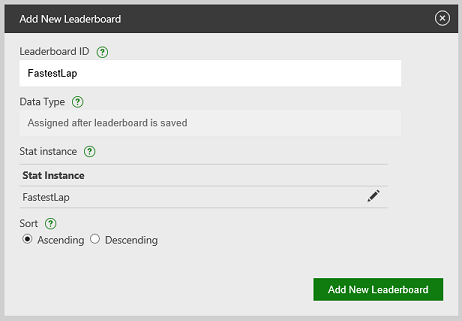 Add New Leaderboard
Leaderboard ID ?
FastestLap
Data Type ?
Assigned after leaderboard is saved
Stat instance ?
Stat Instance
FastestLap
Sort ?
Ascending Descending
Add New Leaderboard